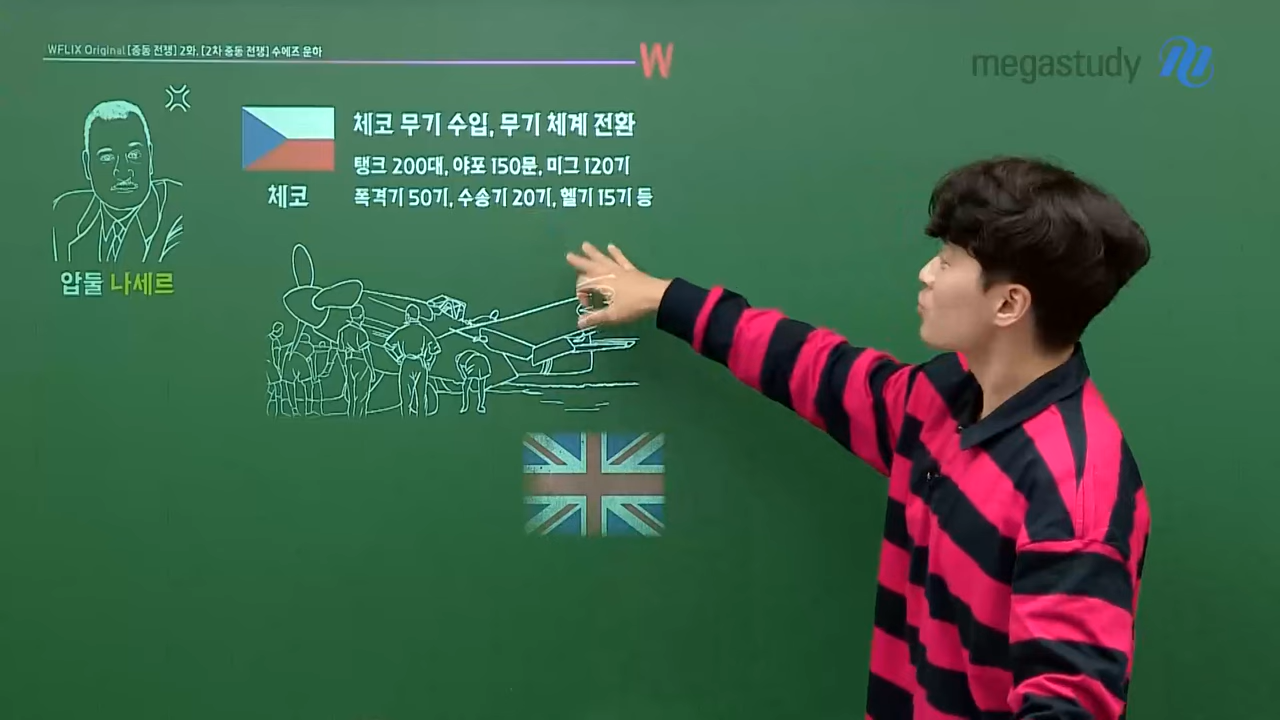 WFLIX Original [중동 전쟁] 2화. [2차 중동 전쟁] 수에즈 운하
W
megastudy
체코 무기 수입, 무기 체계 전환
탱크 200대, 야포 150문, 미그 120기
체코
폭격기 50기, 수송기 20기, 헬기 15기 등
압둘 나세르